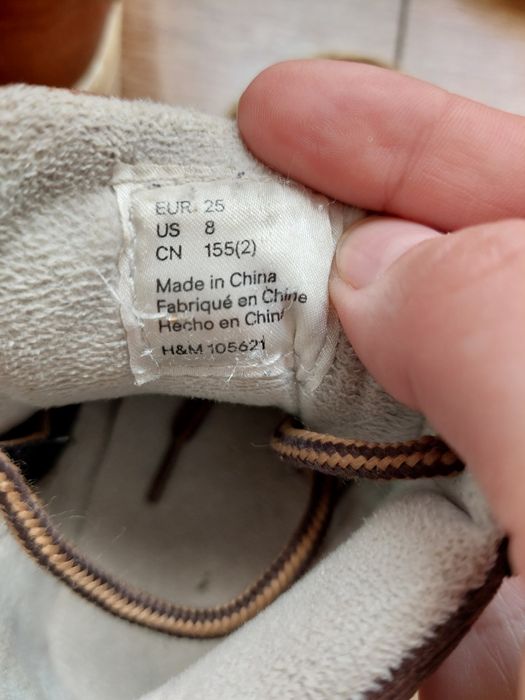 EUR 25
US 8
CN 155(2)
Made in China
Fabriqué en Chine
Hecho en China
H&M 105621